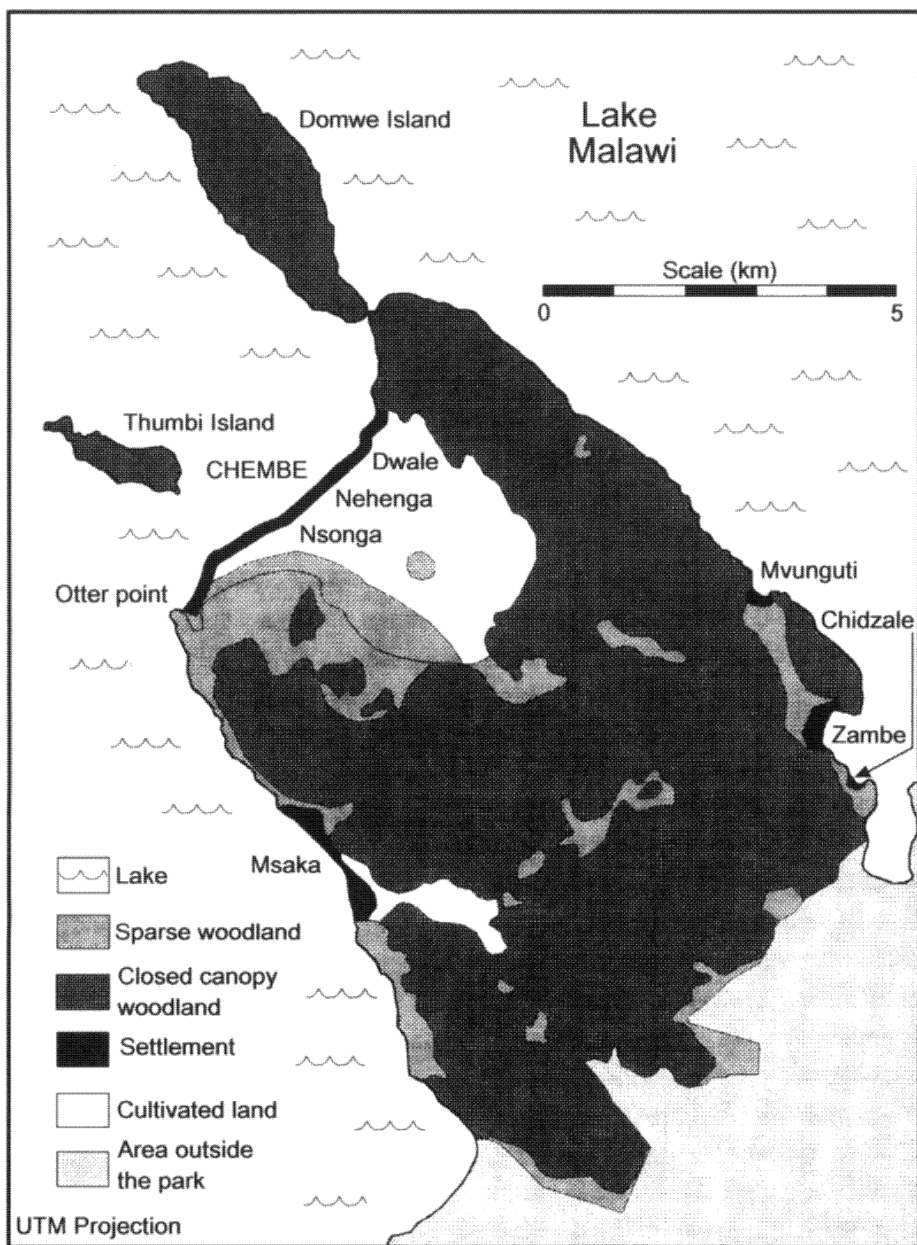 Domwe Island
Lake
Malawi
Scale (km)
0
5
Thumbi Island
CHEMBE
Dwale
Nehenga
Nsonga
Otter point
Mvunguti
Chidzale
Zambe
Msaka
Lake
Sparse woodland
Closed canopy
woodland
Settlement
Cultivated land
Area outside
the park
UTM Projection